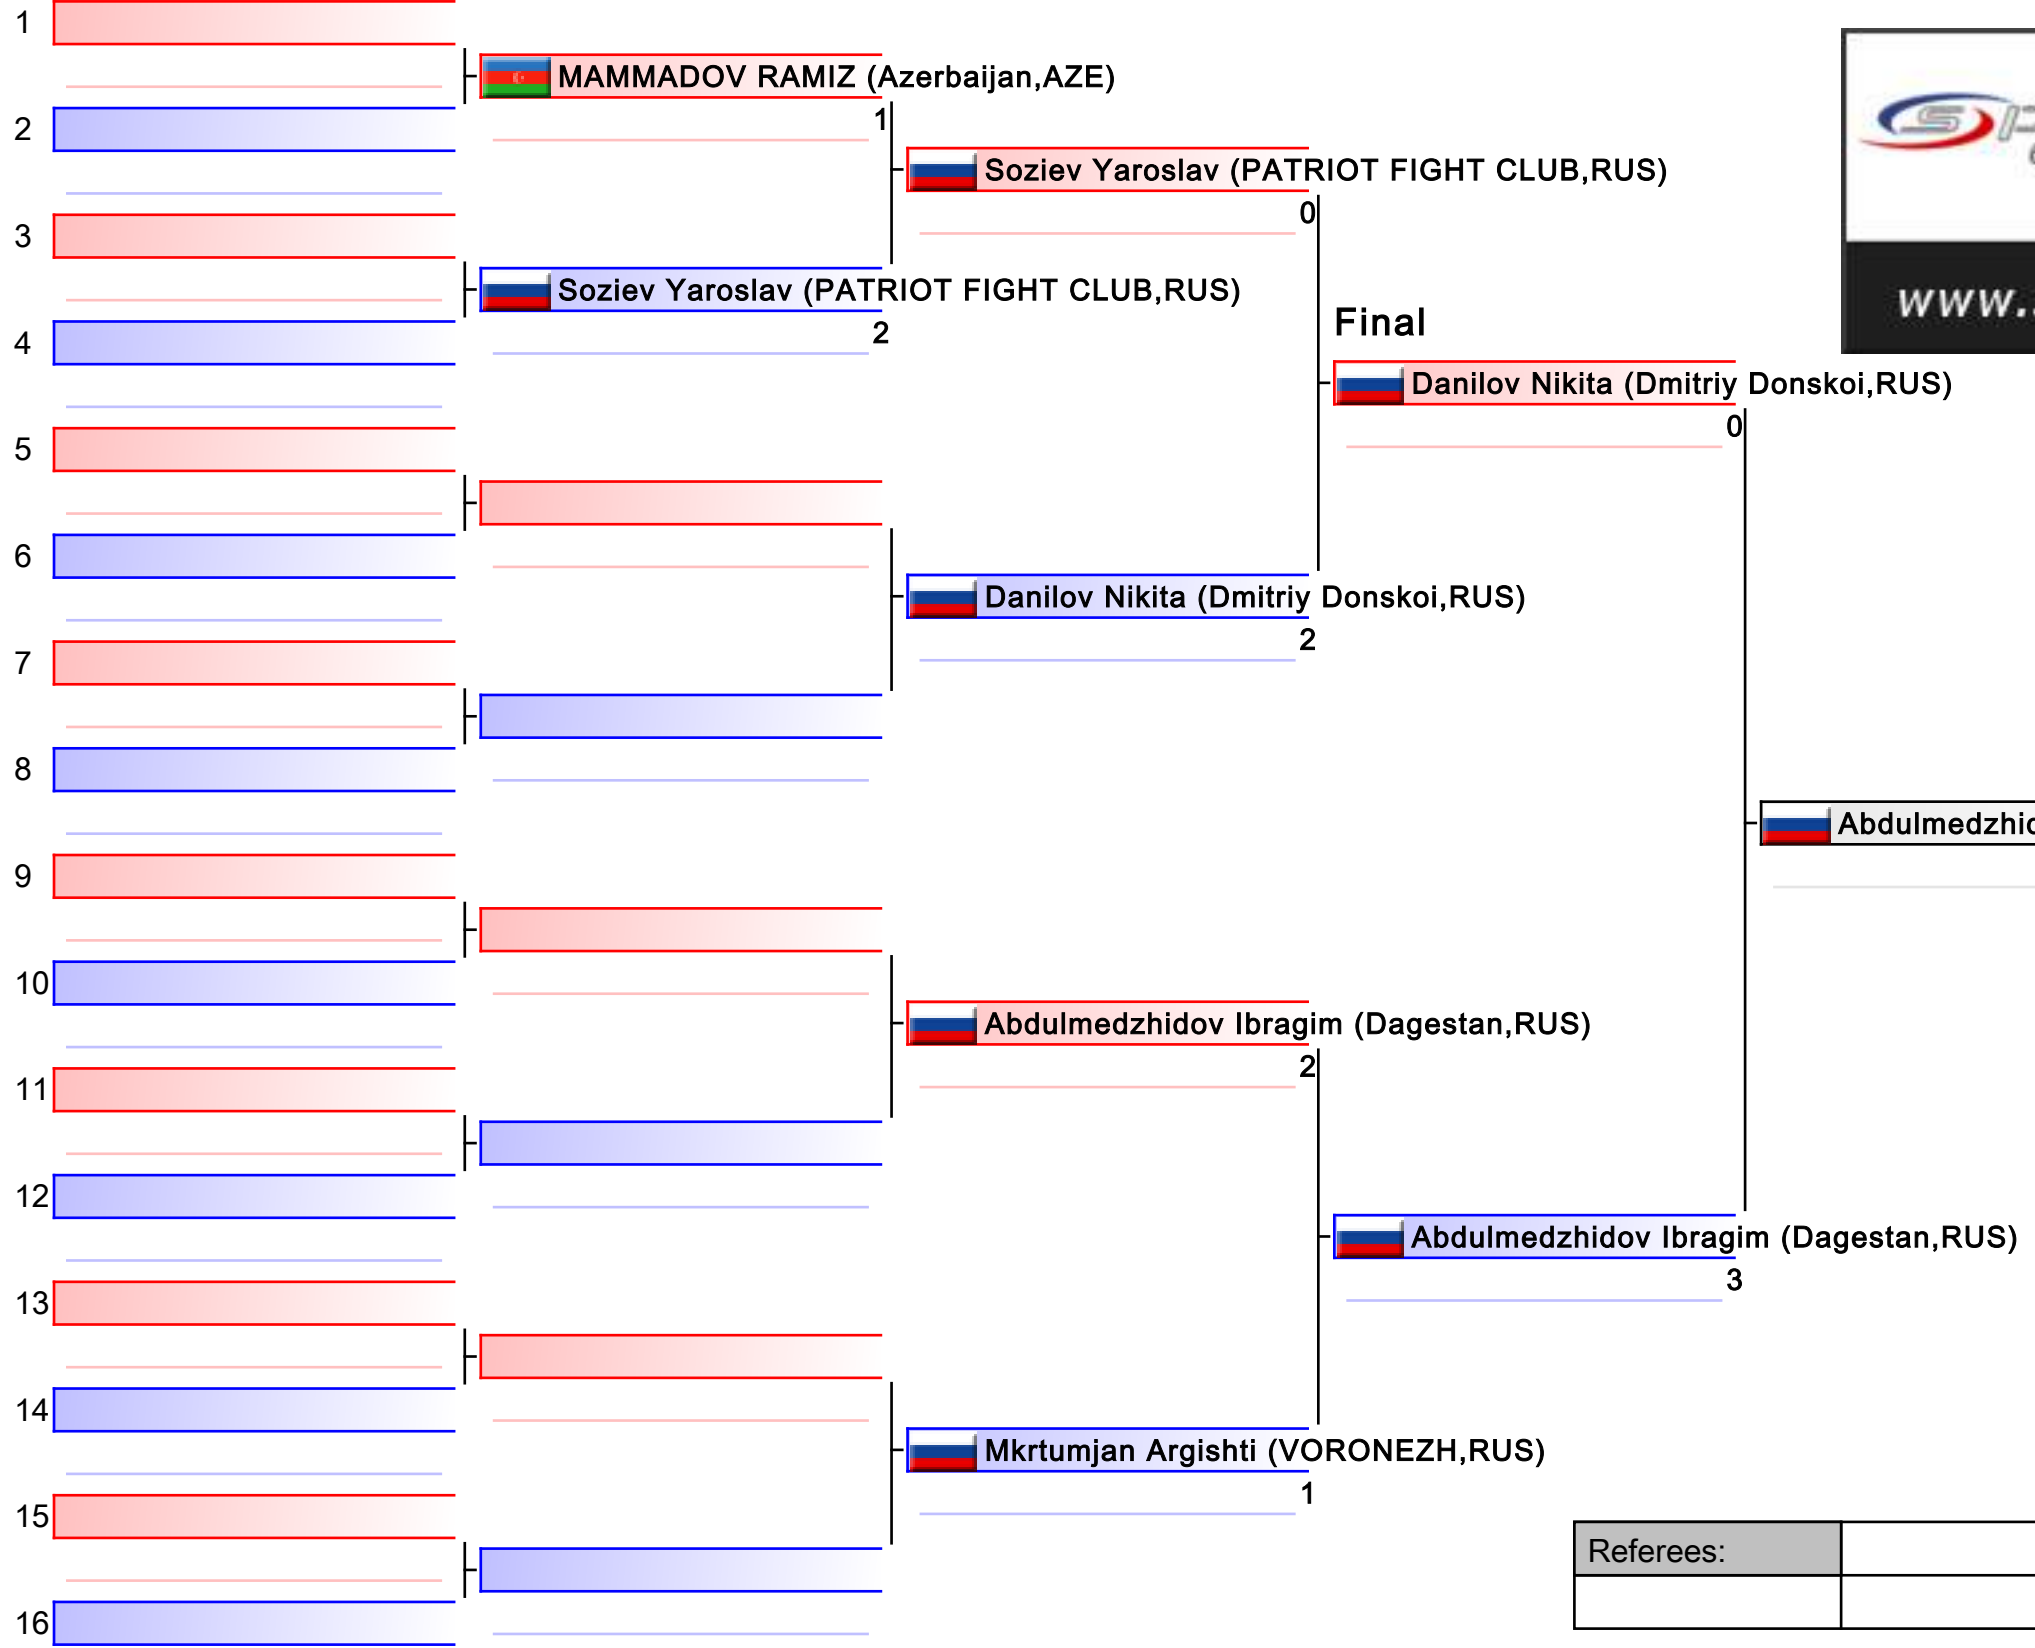 1
MAMMADOV RAMIZ (Azerbaijan,AZE)
1
2
Soziev Yaroslav (PATRIOT FIGHT CLUB,RUS)
0
3
Soziev Yaroslav (PATRIOT FIGHT CLUB,RUS)
2
www.
Final
4
Danilov Nikita (Dmitriy Donskoi,RUS)
0
5
6
Danilov Nikita (Dmitriy Donskoi,RUS)
2
7
8
Abdulmedzhid
9
10
Abdulmedzhidov Ibragim (Dagestan,RUS)
2
11
12
Abdulmedzhidov Ibragim (Dagestan,RUS)
3
13
14
Mkrtumjan Argishti (VORONEZH,RUS)
1
15
Referees:
16